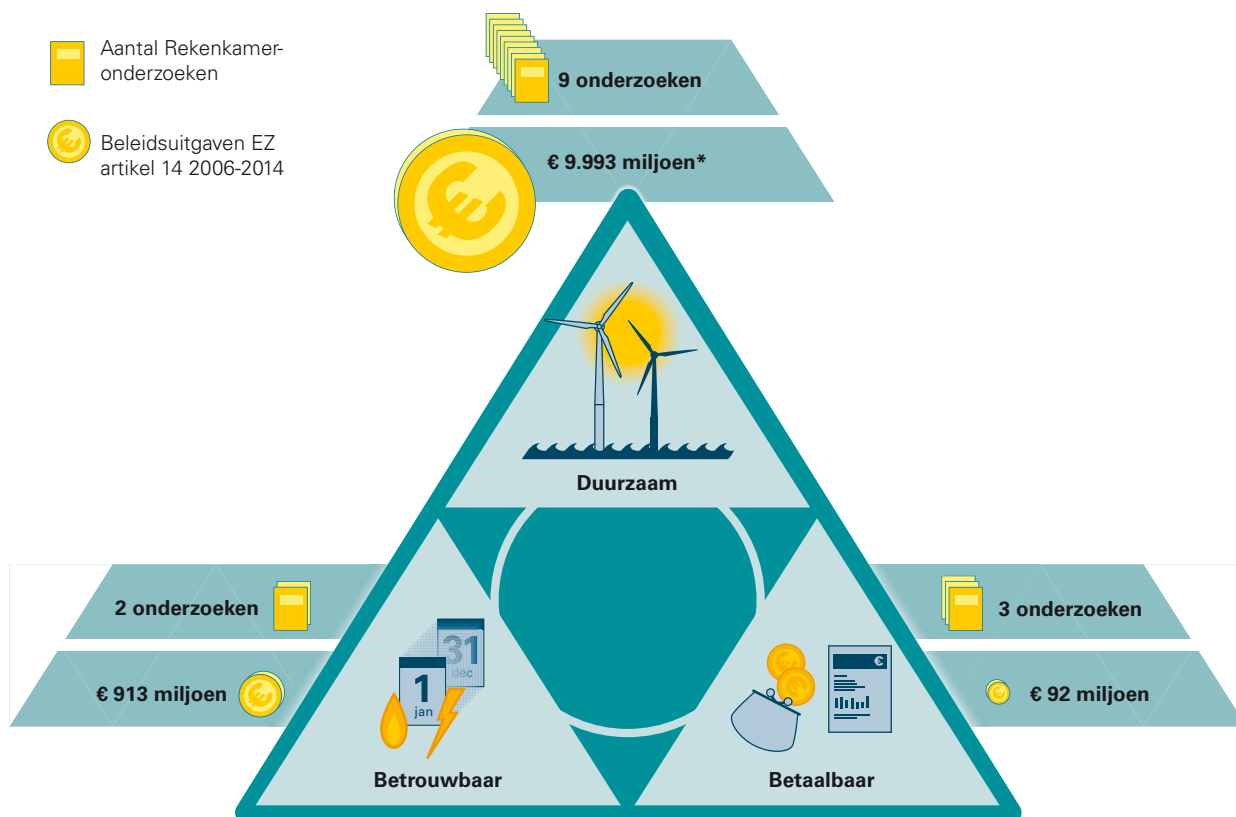 Aantal Rekenkamer-
onderzoeken
Beleidsuitgaven EZ
artikel 14 2006-2014
9 onderzoeken
€ 9.993 miljoen*
Duurzaam
2 onderzoeken
€ 913 miljoen
31
dec
1
jan
Betrouwbaar
3 onderzoeken
€ 92 miljoen
€
Betaalbaar